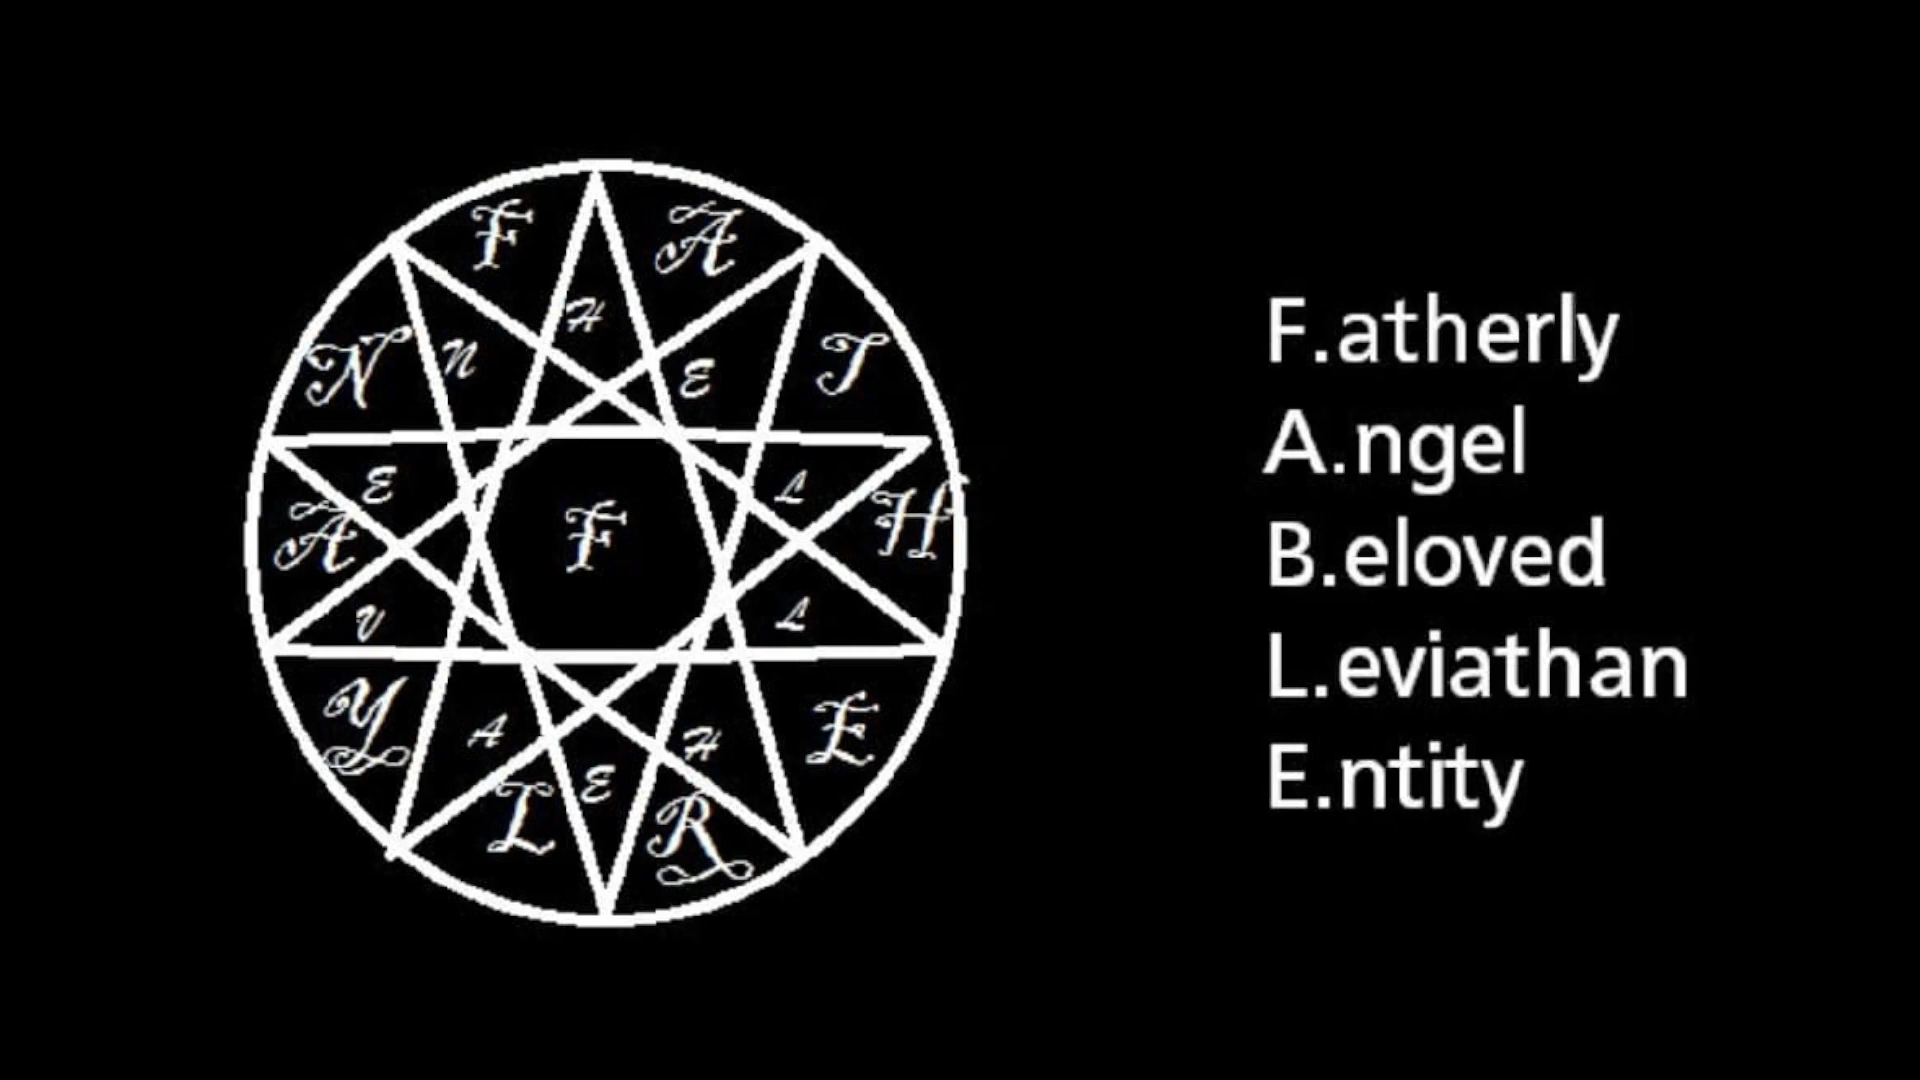 F A T H E R L Y A N
H E L L H E A V E N
F
F.atherly
A.ngel
B.eloved
L.eviathan
E.ntity